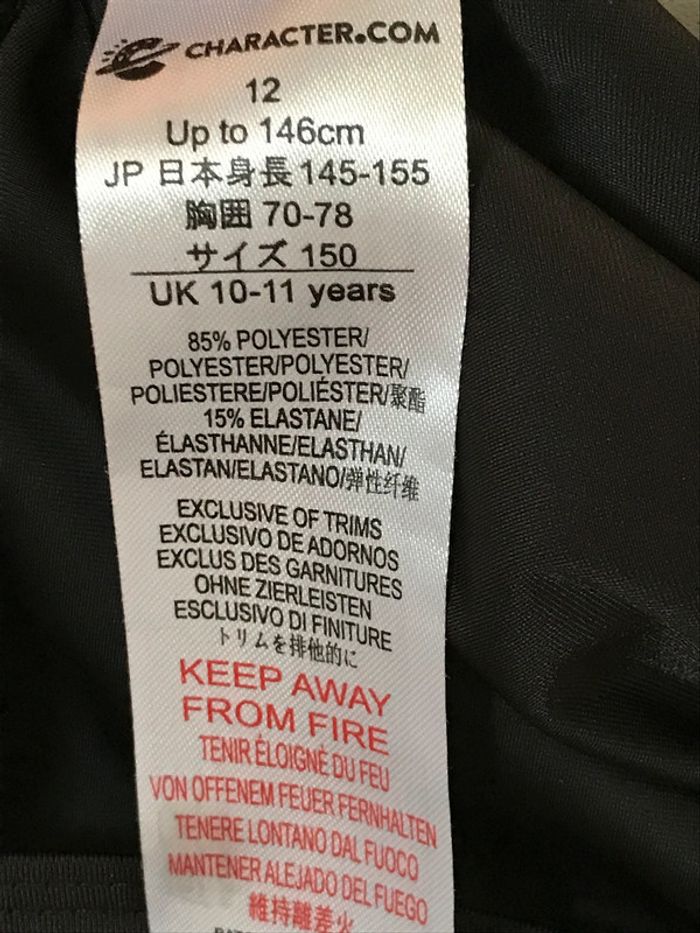 CHARACTER.COM
12
Up to 146cm
JP 日本身長 145-155
胸囲 70-78
サイズ 150
UK 10-11 years
85% POLYESTER/
POLYESTER/POLYESTER/
POLIESTERE/POLIÉSTER/聚酯
15% ELASTANE/
ÉLASTHANNE/ELASTHAN/
ELASTAN/ELASTANO/弹性纤维
EXCLUSIVE OF TRIMS
EXCLUSIVO DE ADORNOS
EXCLUS DES GARNITURES
OHNE ZIERLEISTEN
ESCLUSIVO DI FINITURE
トリムを排他的に
KEEP AWAY
FROM FIRE
TENIR ÉLOIGNÉ DU FEU
VON OFFENEM FEUER FERNHALTEN
TENERE LONTANO DAL FUOCO
MANTENER ALEJADO DEL FUEGO
維持離差火